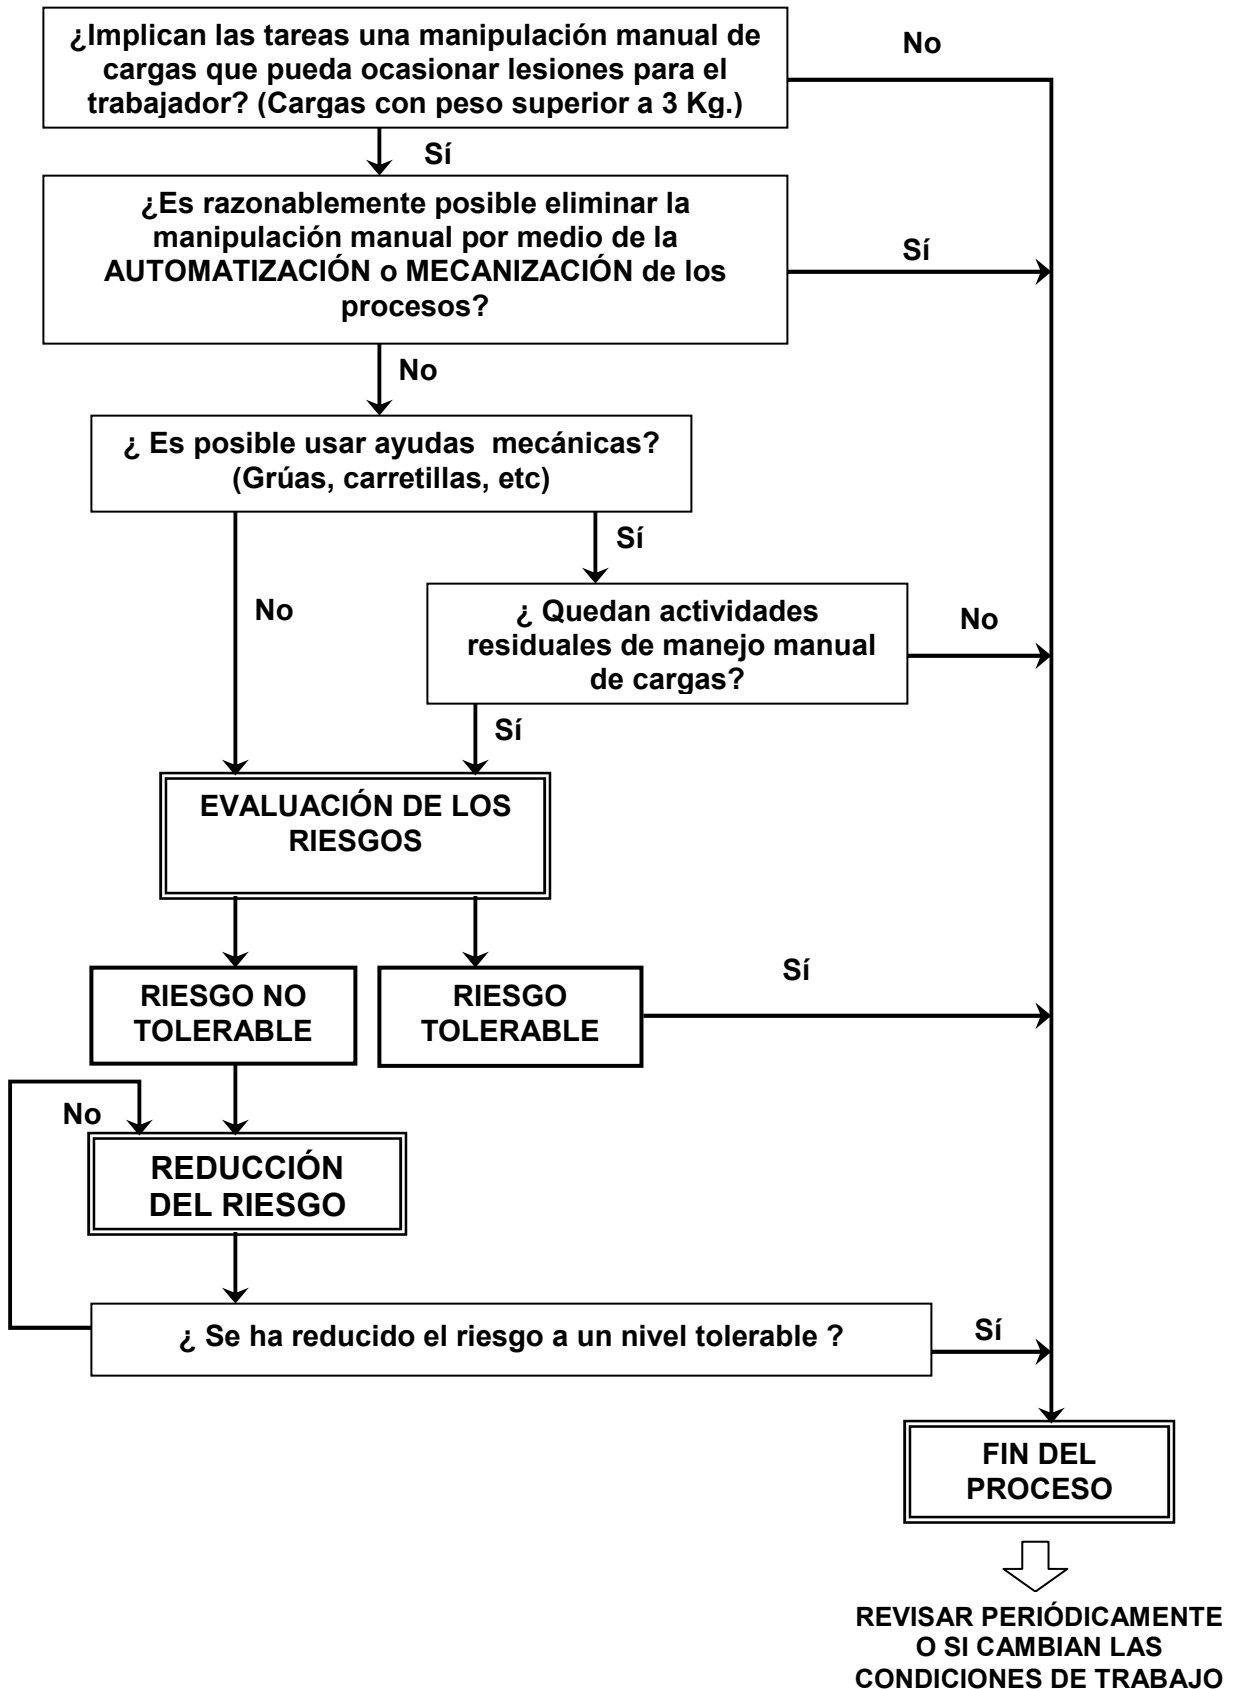 ¿Implican las tareas una manipulación manual de
cargas que pueda ocasionar lesiones para el
trabajador? (Cargas con peso superior a 3 Kg.)
No
Sí
¿Es razonablemente posible eliminar la
manipulación manual por medio de la
AUTOMATIZACIÓN o MECANIZACIÓN de los
procesos?
Sí
No
¿ Es posible usar ayudas mecánicas?
(Grúas, carretillas, etc)
Sí
No
¿ Quedan actividades
residuales de manejo manual
de cargas?
No
Sí
EVALUACIÓN DE LOS
RIESGOS
RIESGO NO
TOLERABLE
RIESGO
TOLERABLE
Sí
No
REDUCCIÓN
DEL RIESGO
¿ Se ha reducido el riesgo a un nivel tolerable ?
Sí
FIN DEL
PROCESO
REVISAR PERIÓDICAMENTE
O SI CAMBIAN LAS
CONDICIONES DE TRABAJO